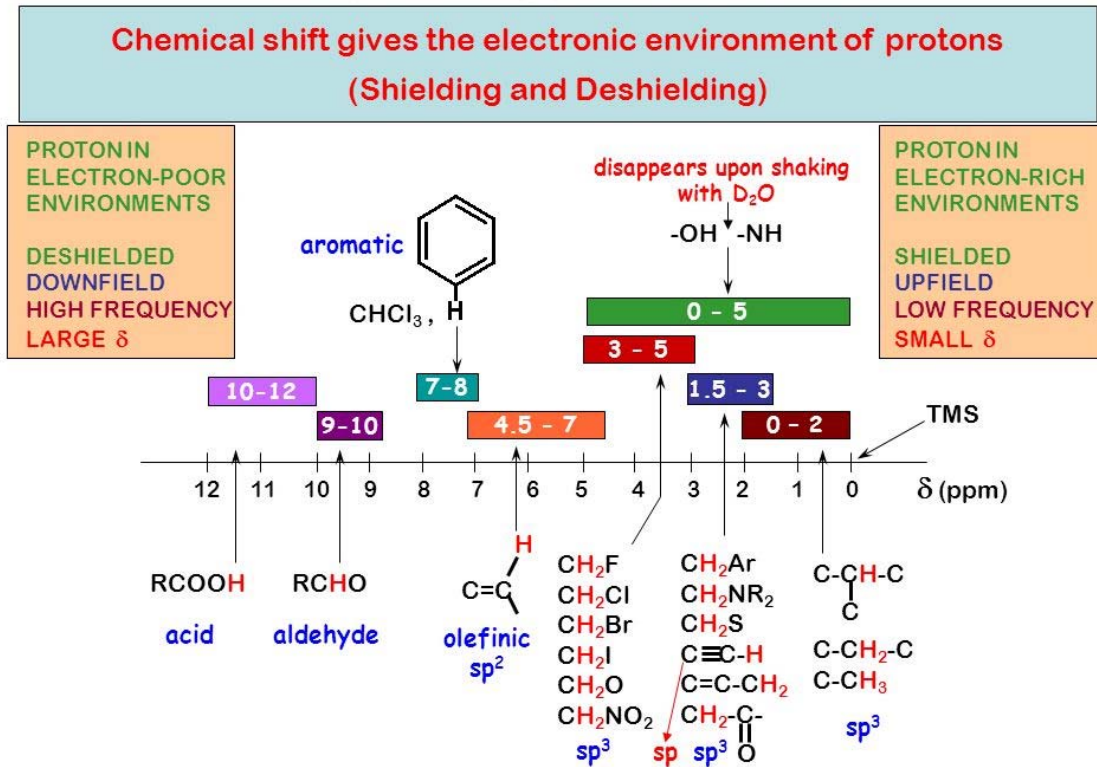 Chemical shift gives the electronic environment of protons
(Shielding and Deshielding)
PROTON IN
ELECTRON-POOR
ENVIRONMENTS
DESHIELDED
DOWNFIELD
HIGH FREQUENCY
LARGE δ
PROTON IN
ELECTRON-RICH
ENVIRONMENTS
SHIELDED
UPFIELD
LOW FREQUENCY
SMALL δ
disappears upon shaking
with D₂O
-OH -NH
aromatic
CHCl₃ , H
0 - 5
3 - 5
10-12
7-8
1.5 - 3
9-10
4.5 - 7
0 - 2
TMS
12 11 10 9 8 7 6 5 4 3 2 1 0 δ (ppm)
RCOOH
acid
RCHO
aldehyde
H
C=C
olefinic
sp²
CH₂F
CH₂Cl
CH₂Br
CH₂I
CH₂O
CH₂NO₂
sp³
CH₂Ar
CH₂NR₂
CH₂S
C≡C-H
C=C-CH₂
CH₂-C-
O
sp
sp³
C-CH-C
C
C-CH₂-C
C-CH₃
sp³